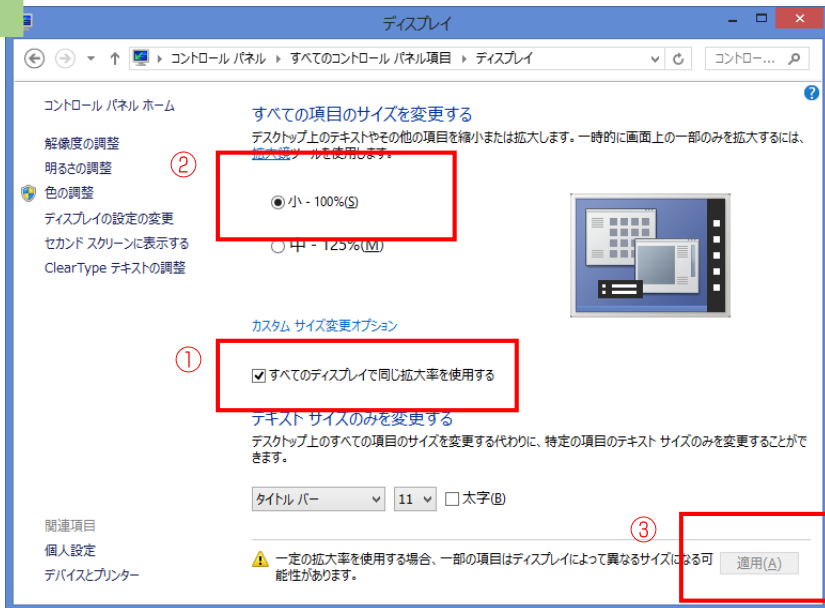 ディスプレイ
コントロール パネル ▸ すべてのコントロール パネル項目 ▸ ディスプレイ
コントロー...
コントロール パネル ホーム
解像度の調整
明るさの調整
色の調整
ディスプレイの設定の変更
セカンド スクリーンに表示する
ClearType テキストの調整
すべての項目のサイズを変更する
デスクトップ上のテキストやその他の項目を縮小または拡大します。一時的に画面上の一部のみを拡大するには、
拡大鏡ツールを使用します。
②
小 - 100%(S)
中 - 125%(M)
カスタム サイズ変更オプション
①
すべてのディスプレイで同じ拡大率を使用する
テキスト サイズのみを変更する
デスクトップ上のすべての項目のサイズを変更する代わりに、特定の項目のテキスト サイズのみを変更することがで
きます。
タイトル バー 11 太字(B)
③
一定の拡大率を使用する場合、一部の項目はディスプレイによって異なるサイズになる可
能性があります。
適用(A)
関連項目
個人設定
デバイスとプリンター